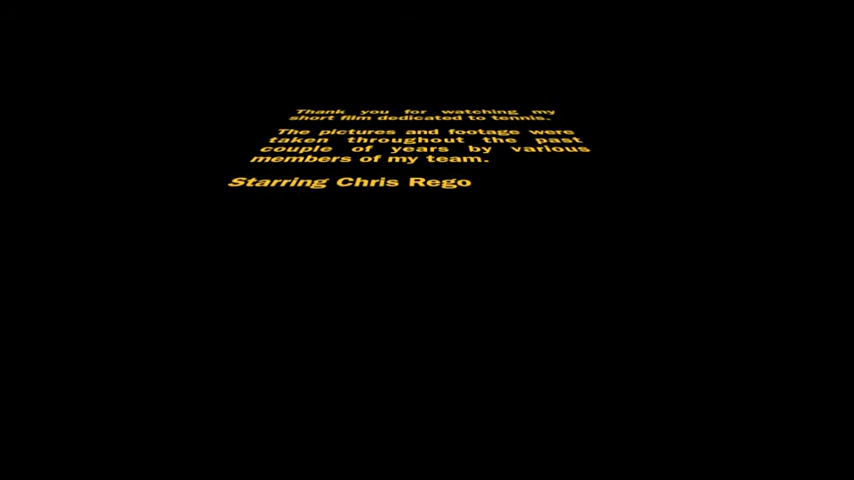 Thank you for watching my
short film dedicated to tennis.
The pictures and footage were
taken throughout the past
couple of years by various
members of my team.
Starring Chris Rego